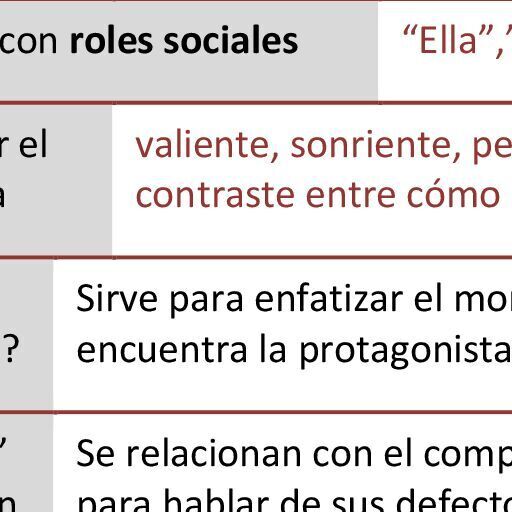 con roles sociales “Ella”,”
r el valiente, sonriente, pe
a contraste entre cómo
Sirve para enfatizar el mo
? encuentra la protagonista
” Se relacionan con el comp
n para hablar de sus defecto